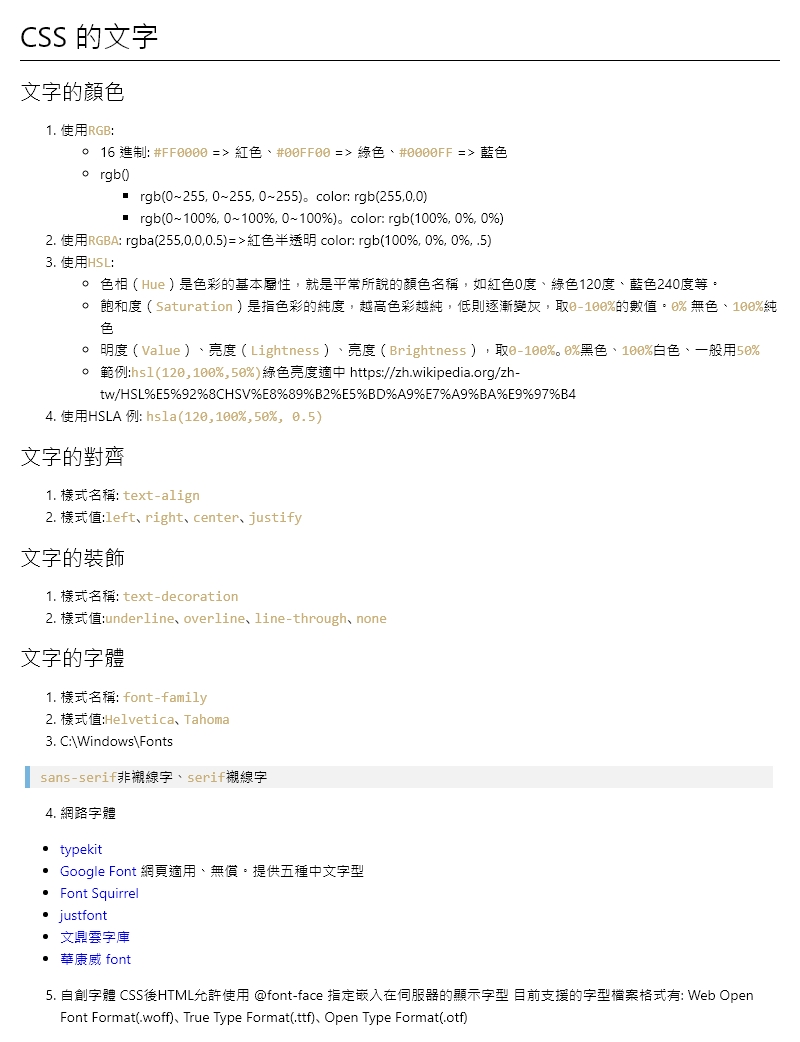 CSS 的文字
文字的顏色
1. 使用RGB:
16 進制: #FF0000 => 紅色、#00FF00 => 綠色、#0000FF => 藍色
rgb()
rgb(0~255, 0~255, 0~255)。color: rgb(255,0,0)
rgb(0~100%, 0~100%, 0~100%)。color: rgb(100%, 0%, 0%)
2. 使用RGBA: rgba(255,0,0,0.5)=>紅色半透明 color: rgb(100%, 0%, 0%, .5)
3. 使用HSL:
色相（Hue）是色彩的基本屬性，就是平常所說的顏色名稱，如紅色0度、綠色120度、藍色240度等。
飽和度（Saturation）是指色彩的純度，越高色彩越純，低則逐漸變灰，取0-100%的數值。0% 無色、100%純
色
明度（Value）、亮度（Lightness）、亮度（Brightness），取0-100%。0%黑色、100%白色、一般用50%
範例:hsl(120,100%,50%)綠色亮度適中 https://zh.wikipedia.org/zh-
tw/HSL%E5%92%8CHSV%E8%89%B2%E5%BD%A9%E7%A9%BA%E9%97%B4
4. 使用HSLA 例: hsla(120,100%,50%, 0.5)
文字的對齊
1. 樣式名稱: text-align
2. 樣式值:left、right、center、justify
文字的裝飾
1. 樣式名稱: text-decoration
2. 樣式值:underline、overline、line-through、none
文字的字體
1. 樣式名稱: font-family
2. 樣式值:Helvetica、Tahoma
3. C:\Windows\Fonts
sans-serif非襯線字、serif襯線字
4. 網路字體
typekit
Google Font 網頁適用、無償。提供五種中文字型
Font Squirrel
justfont
文鼎雲字庫
華康威 font
5. 自創字體 CSS後HTML允許使用 @font-face 指定嵌入在伺服器的顯示字型 目前支援的字型檔案格式有: Web Open
Font Format(.woff)、True Type Format(.ttf)、Open Type Format(.otf)